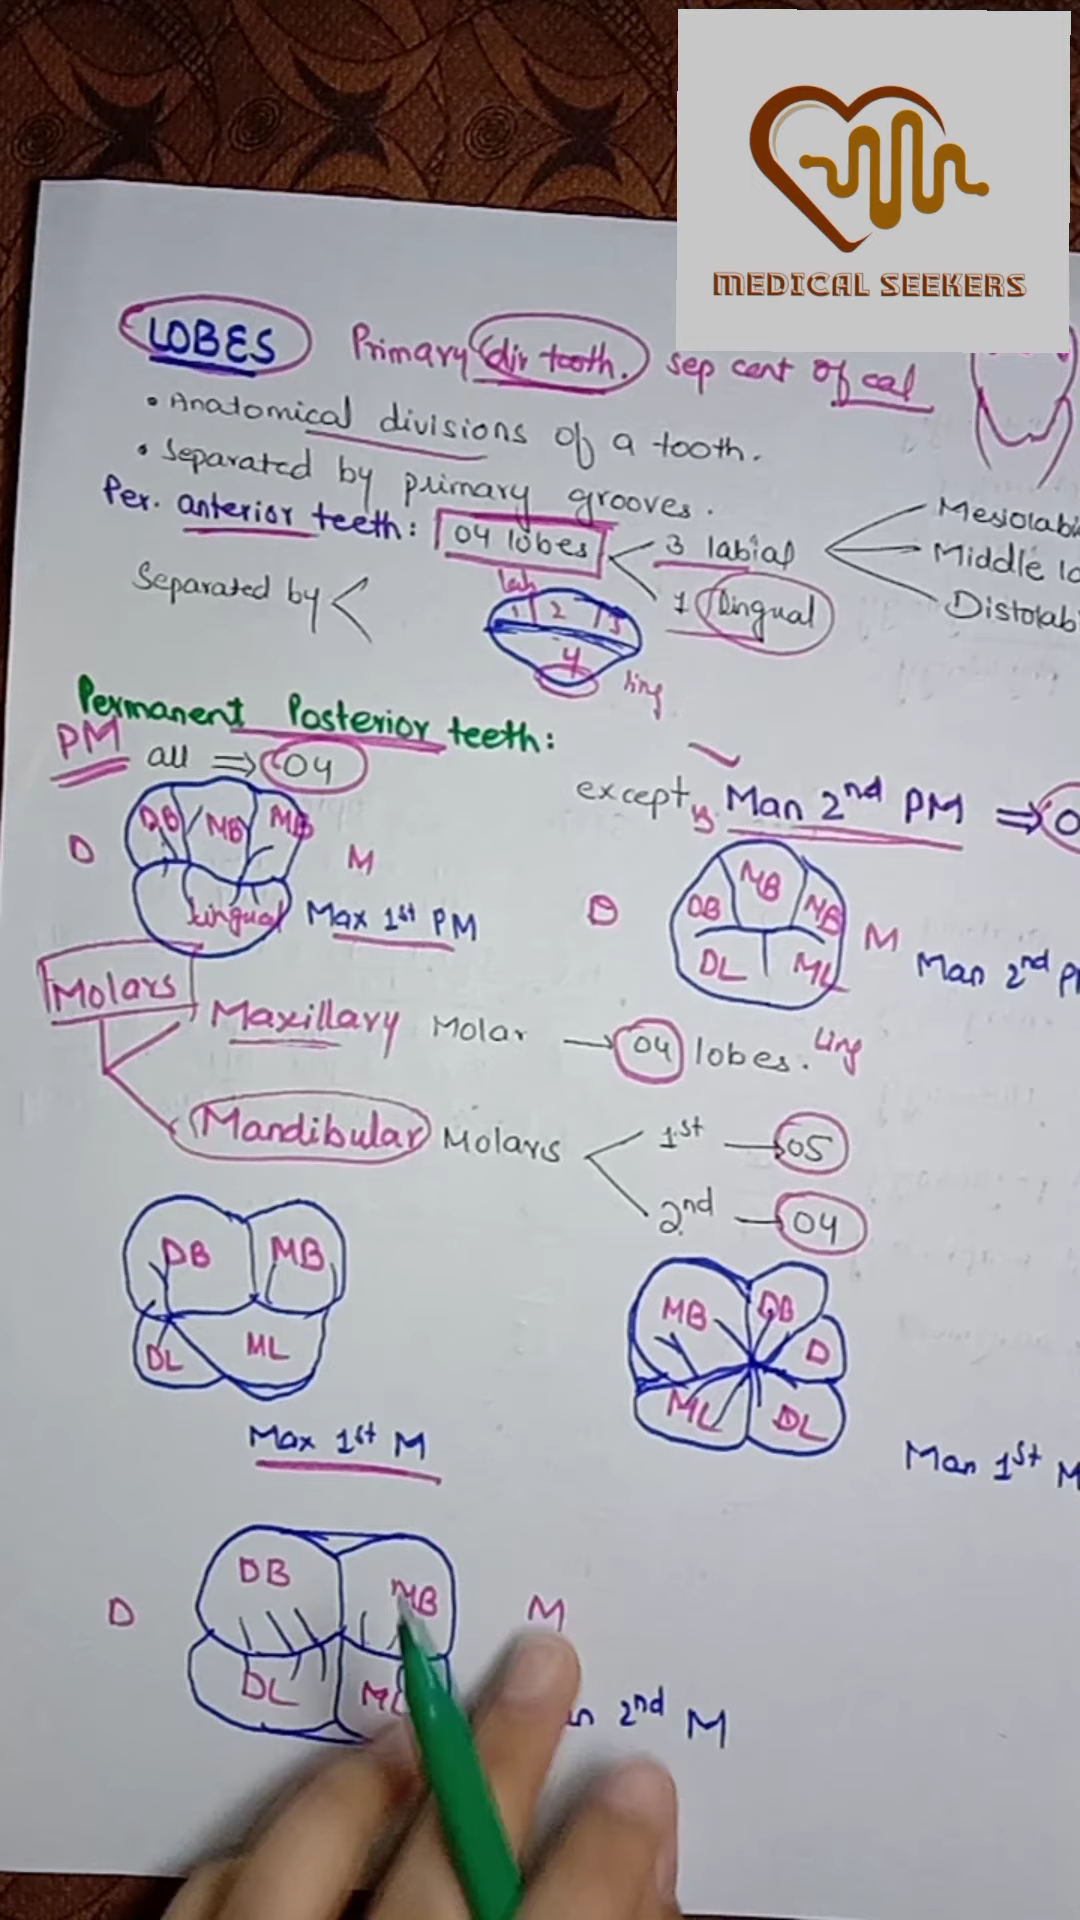 MEDICAL SEEKERS
LOBES Primary div tooth. sep cent of cal
• Anatomical divisions of a tooth.
• Separated by primary grooves.
Per. anterior teeth: 04 lobes 3 labial
Middle
1 lingual
Separated by
lab
1 2 3
4
ling
Permanent Posterior teeth:
PM all ⇒ 04
except Man 2nd PM ⇒
D DB MB MB M
Lingual Max 1st PM
D DB MB MB M
DL ML Man 2nd
Ling
Molars
Maxillary Molar → 04 lobes.
Mandibular Molars
1st → 05
2nd → 04
DB MB
DL ML
Max 1st M
MB DB D
ML DL
Man 1st M
D DB MB M
DL ML
2nd M